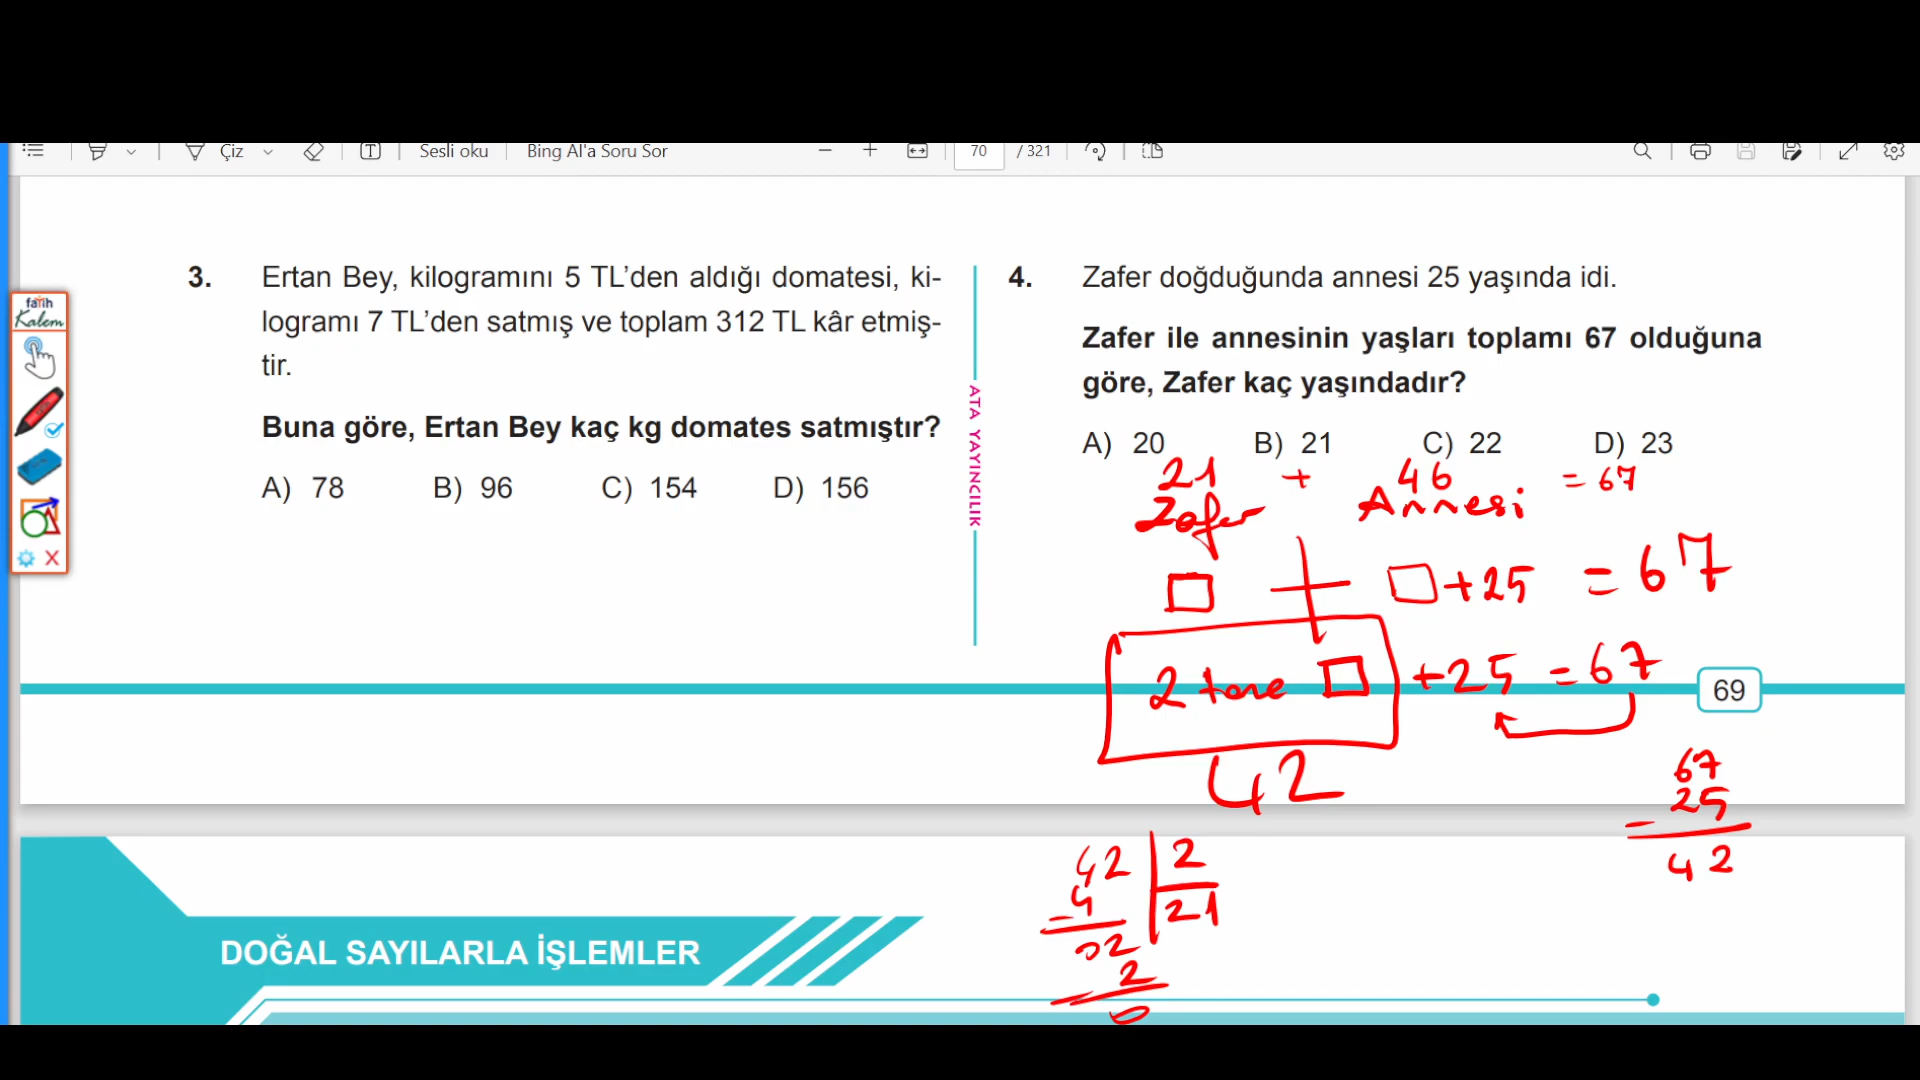 Çiz
Sesli oku
Bing AI'a Soru Sor
70
/ 321
fatih
Kalem
3.
Ertan Bey, kilogramını 5 TL'den aldığı domatesi, ki-
logramı 7 TL'den satmış ve toplam 312 TL kâr etmiş-
tir.
Buna göre, Ertan Bey kaç kg domates satmıştır?
A) 78 B) 96 C) 154 D) 156
ATA YAYINCILIK
4.
Zafer doğduğunda annesi 25 yaşında idi.
Zafer ile annesinin yaşları toplamı 67 olduğuna
göre, Zafer kaç yaşındadır?
A) 20 B) 21 C) 22 D) 23
21 + 46 = 67
Zafer Annesi
□ + □+25 = 67
2 tane □ +25 = 67
42
67
25
- 
42
42 2
- 4 21
02
- 2
0
69
DOĞAL SAYILARLA İŞLEMLER